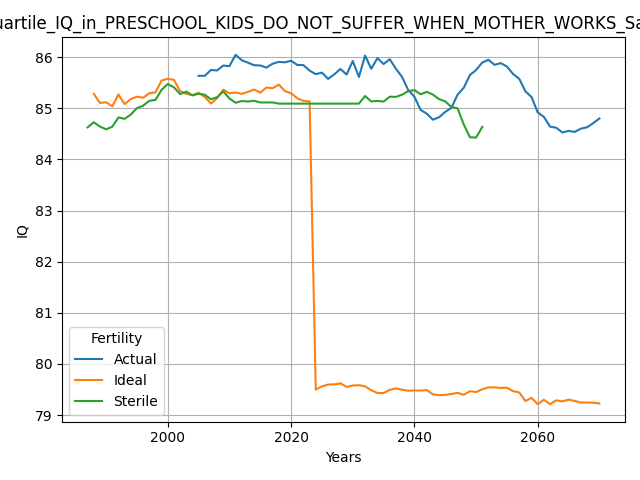 uartile_IQ_in_PRESCHOOL_KIDS_DO_NOT_SUFFER_WHEN_MOTHER_WORKS_Sa
86
85
84
83
82
81
80
79
IQ
Fertility
Actual
Ideal
Sterile
2000 2020 2040 2060
Years